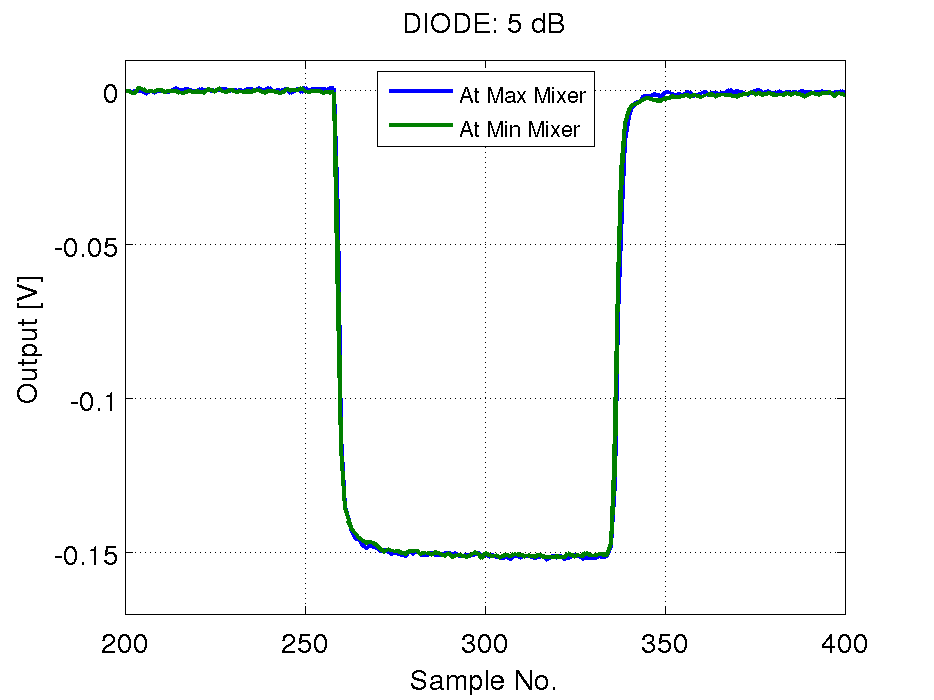 DIODE: 5 dB
At Max Mixer
At Min Mixer
0
-0.05
-0.1
-0.15
Output [V]
200 250 300 350 400
Sample No.